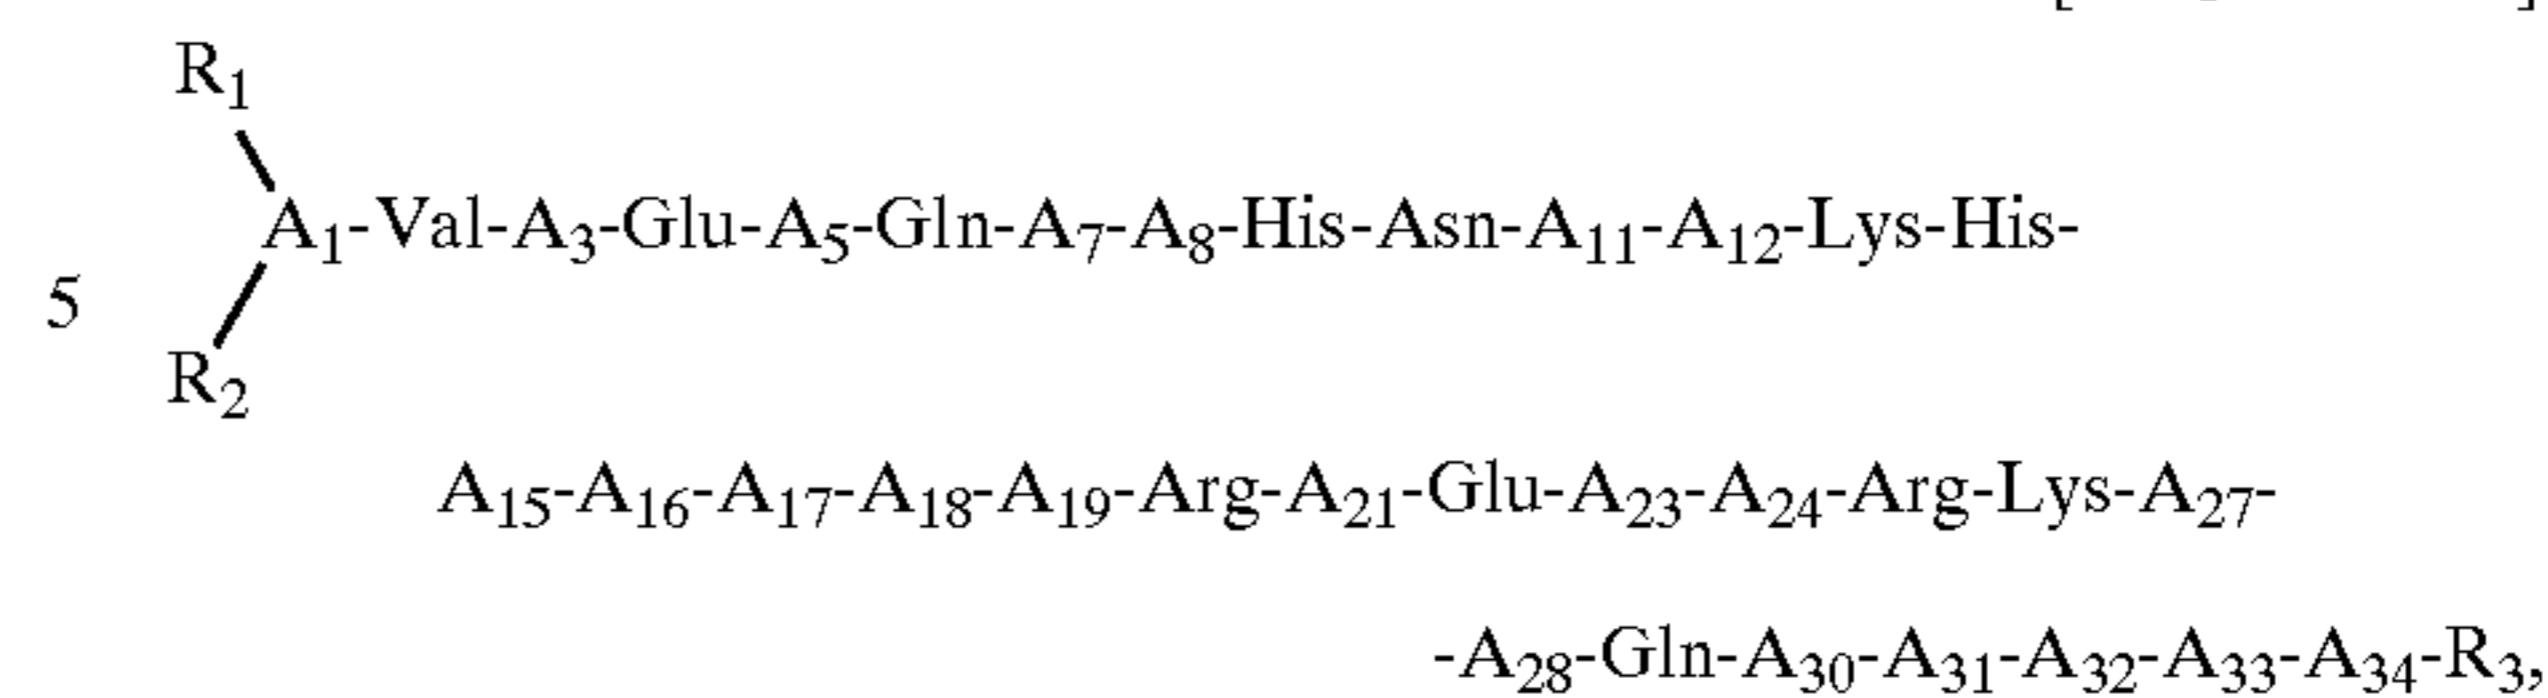 R1
A1-Val-A3-Glu-A5-Gln-A7-A8-His-Asn-A11-A12-Lys-His-
5
R2
A15-A16-A17-A18-A19-Arg-A21-Glu-A23-A24-Arg-Lys-A27-
-A28-Gln-A30-A31-A32-A33-A34-R3,